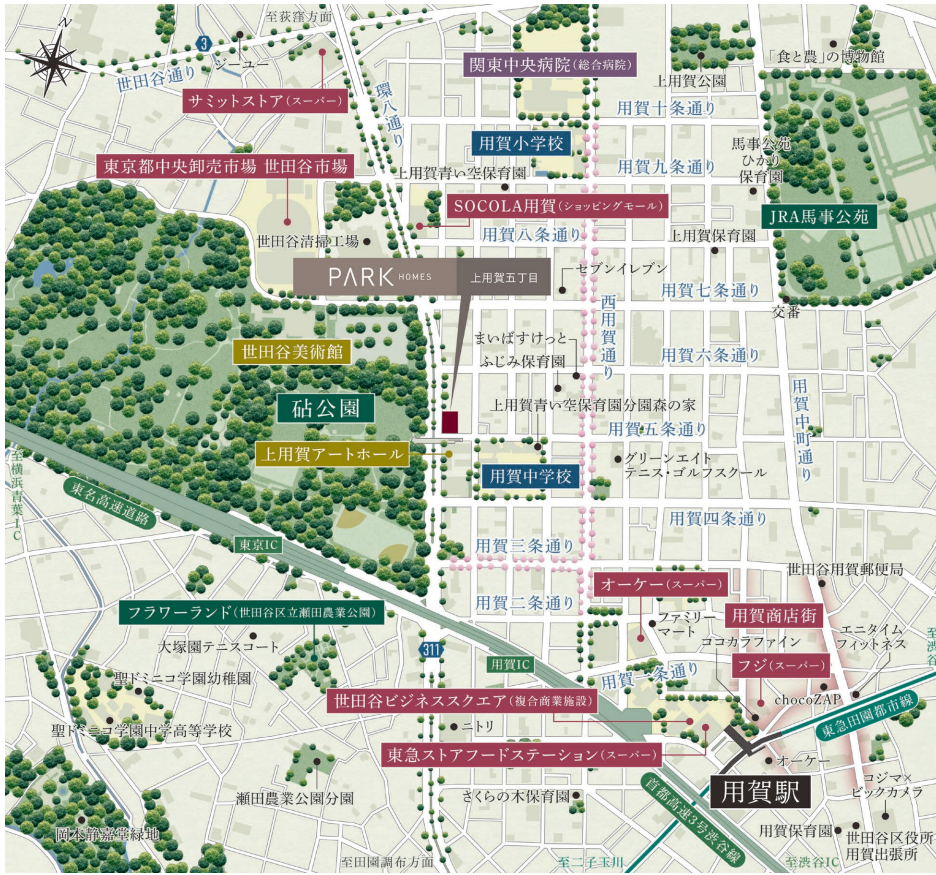 至荻窪方面
N
3
ジーユー
世田谷通り
サミットストア(スーパー)
環八通り
関東中央病院(総合病院)
上用賀公園
「食と農」の博物館
用賀十条通り
用賀小学校
東京都中央卸売市場 世田谷市場
上用賀青い空保育園
用賀九条通り
馬事公苑
ひかり
保育園
SOCOLA用賀(ショッピングモール)
JRA馬事公苑
世田谷清掃工場
用賀八条通り
上用賀保育園
PARK HOMES
上用賀五丁目
セブンイレブン
用賀七条通り
交番
西用賀通り
まいばすけっと
ふじみ保育園
用賀六条通り
世田谷美術館
砧公園
上用賀青い空保育園分園森の家
用賀中町通り
用賀五条通り
上用賀アートホール
用賀中学校
グリーンエイト
テニス・ゴルフスクール
至横浜青葉IC
東名高速道路
用賀四条通り
東京IC
用賀三条通り
世田谷用賀郵便局
フラワーランド(世田谷区立瀬田農業公園)
用賀二条通り
オーケー(スーパー)
ファミリー
マート
用賀商店街
大塚園テニスコート
311
ココカラファイン
エニタイム
フィットネス
至渋谷
用賀IC
フジ(スーパー)
聖ドミニコ学園幼稚園
用賀一条通り
世田谷ビジネススクエア(複合商業施設)
chocoZAP
聖ドミニコ学園中学高等学校
ニトリ
東急田園都市線
東急ストアフードステーション(スーパー)
オーケー
用賀駅
コジマ×
ビックカメラ
瀬田農業公園分園
さくらの木保育園
首都高速3号渋谷線
岡本静嘉堂緑地
用賀保育園
世田谷区役所
用賀出張所
至田園調布方面
至二子玉川
至渋谷IC